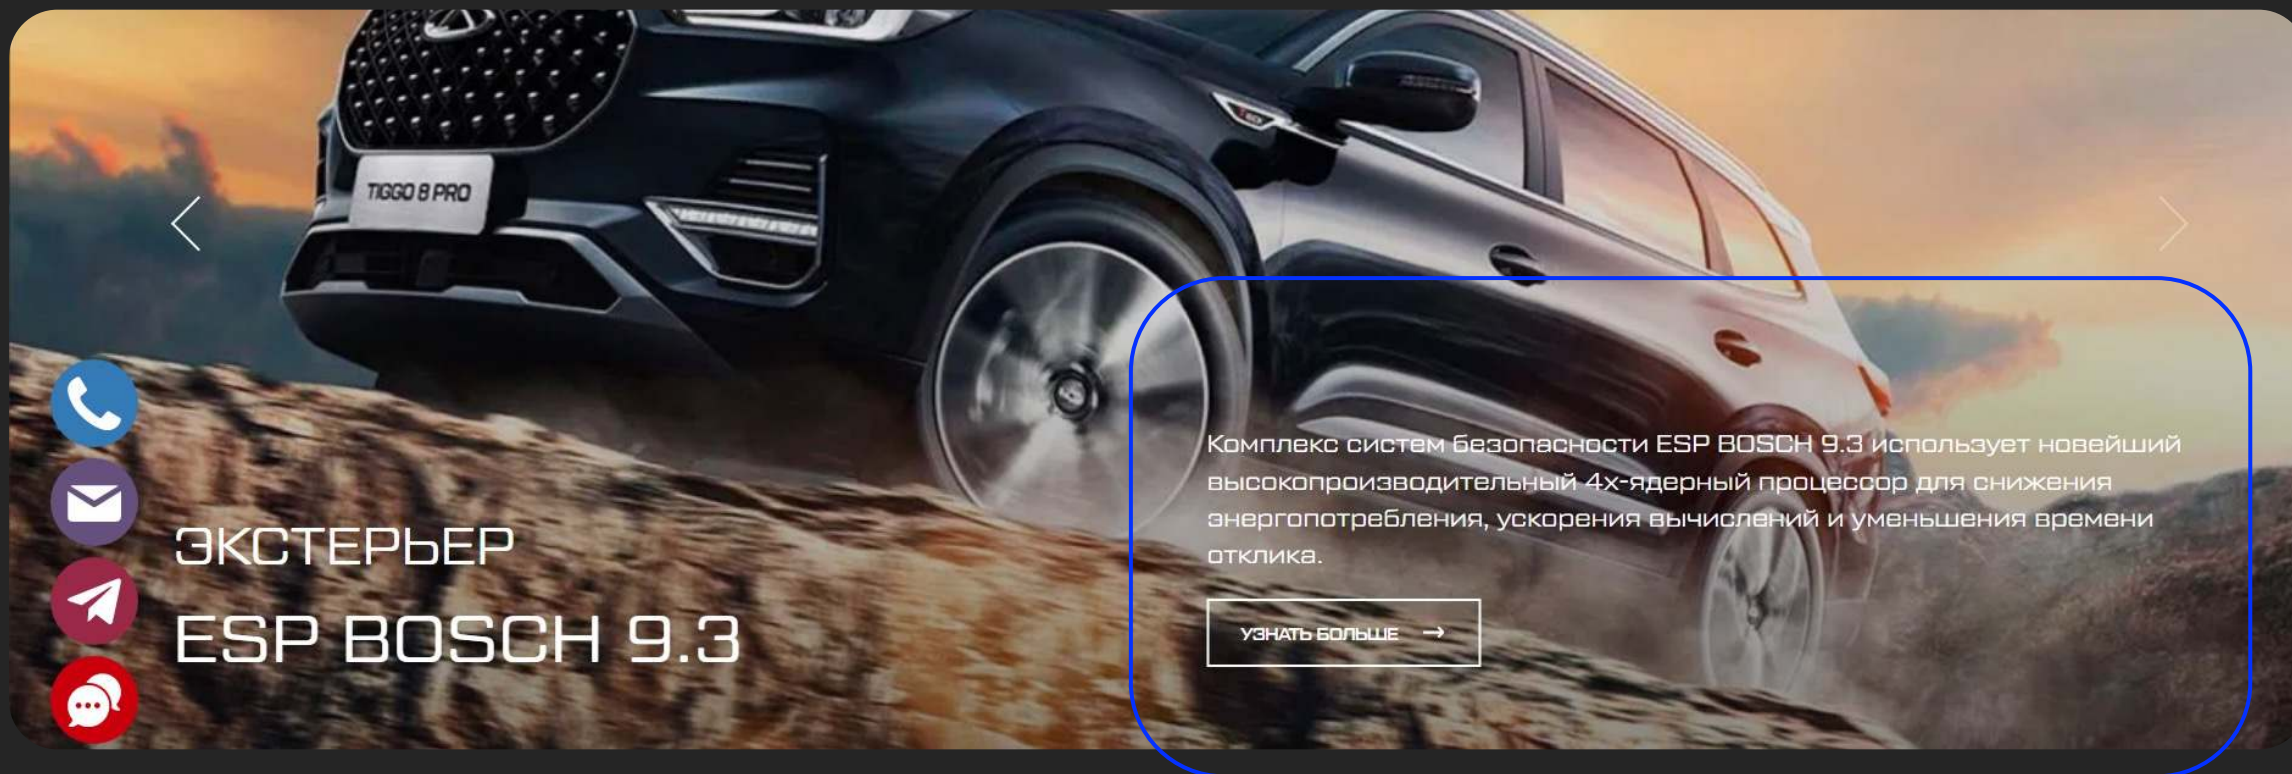 TIGGO 8 PRO
ЭКСТЕРЬЕР
ESP BOSCH 9.3
Комплекс систем безопасности ESP BOSCH 9.3 использует новейший
высокопроизводительный 4х-ядерный процессор для снижения
энергопотребления, ускорения вычислений и уменьшения времени
отклика.
УЗНАТЬ БОЛЬШЕ →